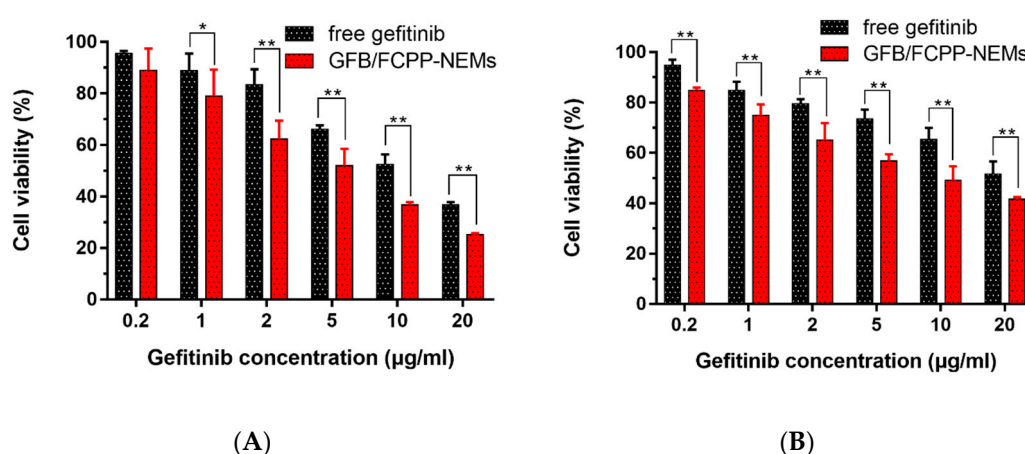 free gefitinib
GFB/FCPP-NEMs
Cell viability (%)
100
80
60
40
20
0
*
**
**
**
**
0.2 1 2 5 10 20
Gefitinib concentration (µg/ml)
(A)
free gefitinib
GFB/FCPP-NEMs
Cell viability (%)
100
80
60
40
20
0
**
**
**
**
**
**
0.2 1 2 5 10 20
Gefitinib concentration (µg/ml)
(B)